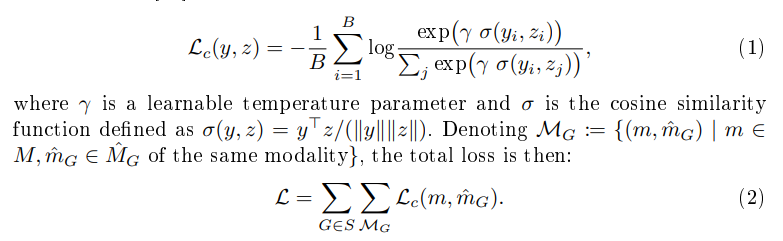 $$\mathcal{L}_c(y, z) = -\frac{1}{B} \sum_{i=1}^{B} \log \frac{\exp(\gamma \ \sigma(y_i, z_i))}{\sum_j \exp(\gamma \ \sigma(y_i, z_j))}, \quad (1)$$
where $\gamma$ is a learnable temperature parameter and $\sigma$ is the cosine similarity
function defined as $\sigma(y, z) = y^\top z/(\|y\|\|z\|)$. Denoting $\mathcal{M}_G := \{(m, \hat{m}_G) \mid m \in$
$M, \hat{m}_G \in \hat{M}_G$ of the same modality$\}$, the total loss is then:
$$\mathcal{L} = \sum_{G \in S} \sum_{\mathcal{M}_G} \mathcal{L}_c(m, \hat{m}_G). \quad (2)$$